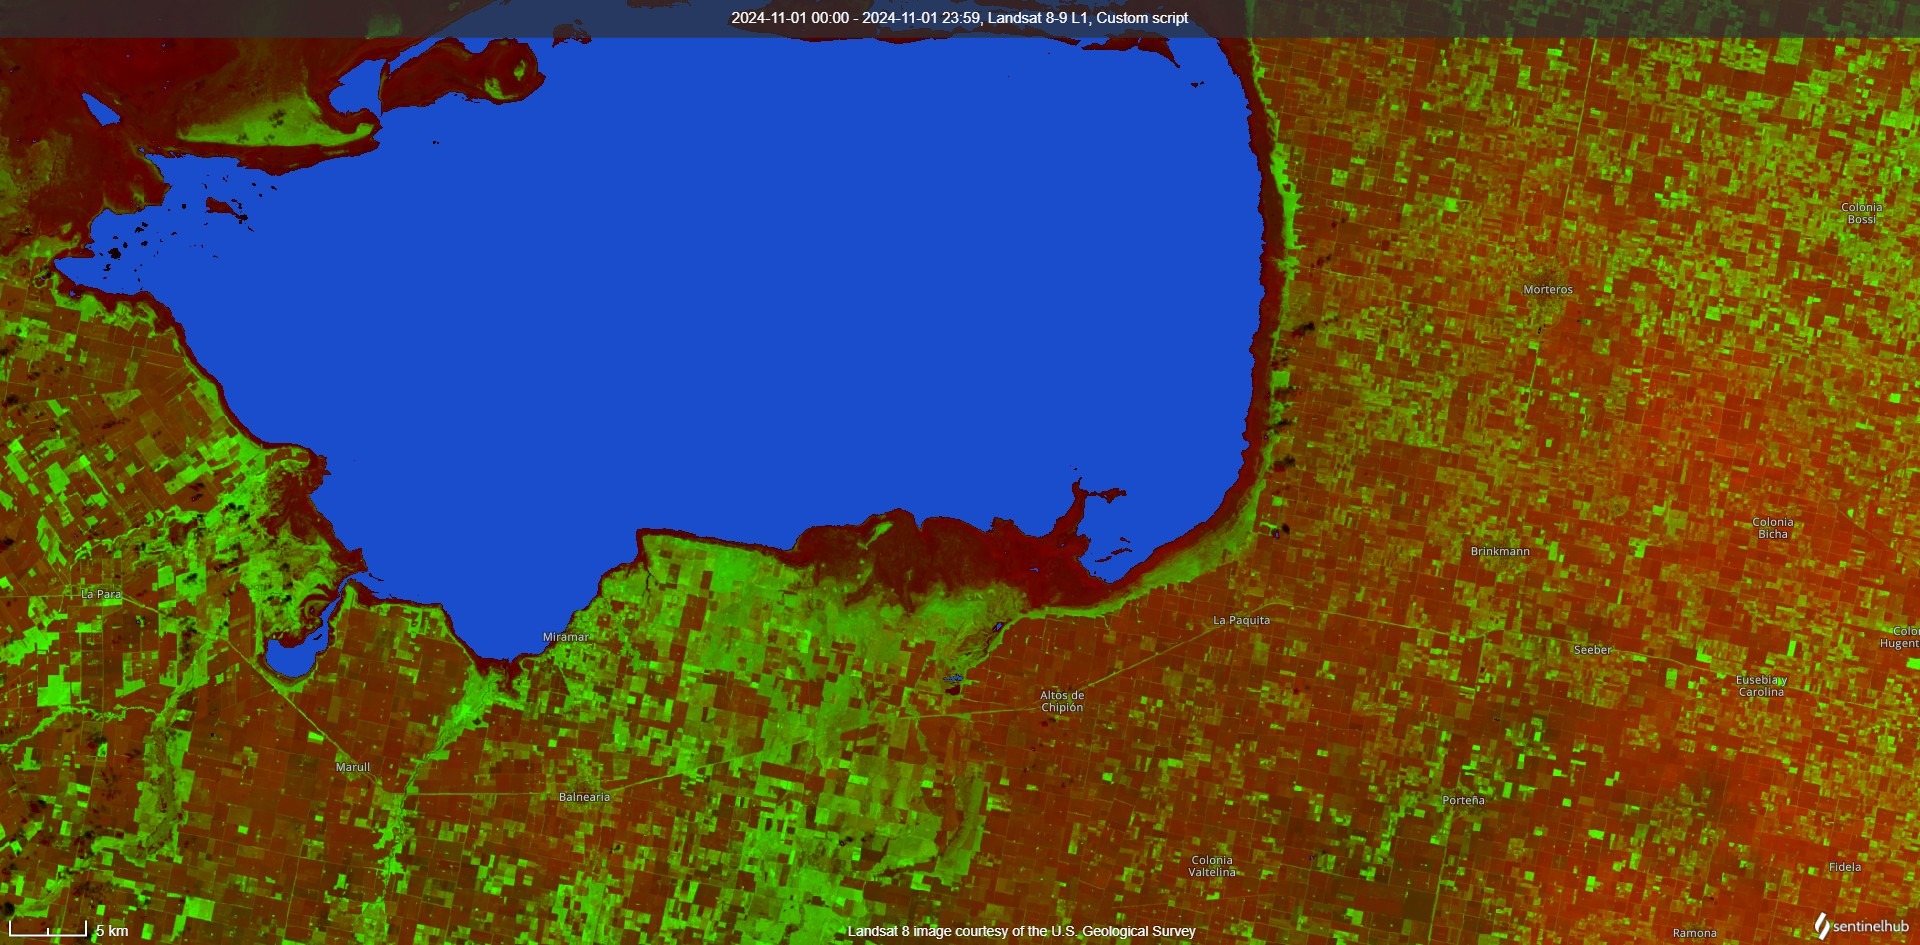 2024-11-01 00:00 - 2024-11-01 23:59, Landsat 8-9 L1, Custom script
Colonia
Bossi
Morteros
Colonia
Bicha
Brinkmann
La Para
La Paquita
Miramar
Colo
Hugent
Seeber
Eusebia y
Carolina
Altos de
Chipión
Marull
Balnearia
Porteña
Colonia
Valtelina
Fidela
5 km
Landsat 8 image courtesy of the U.S. Geological Survey
sentinelhub
Ramona